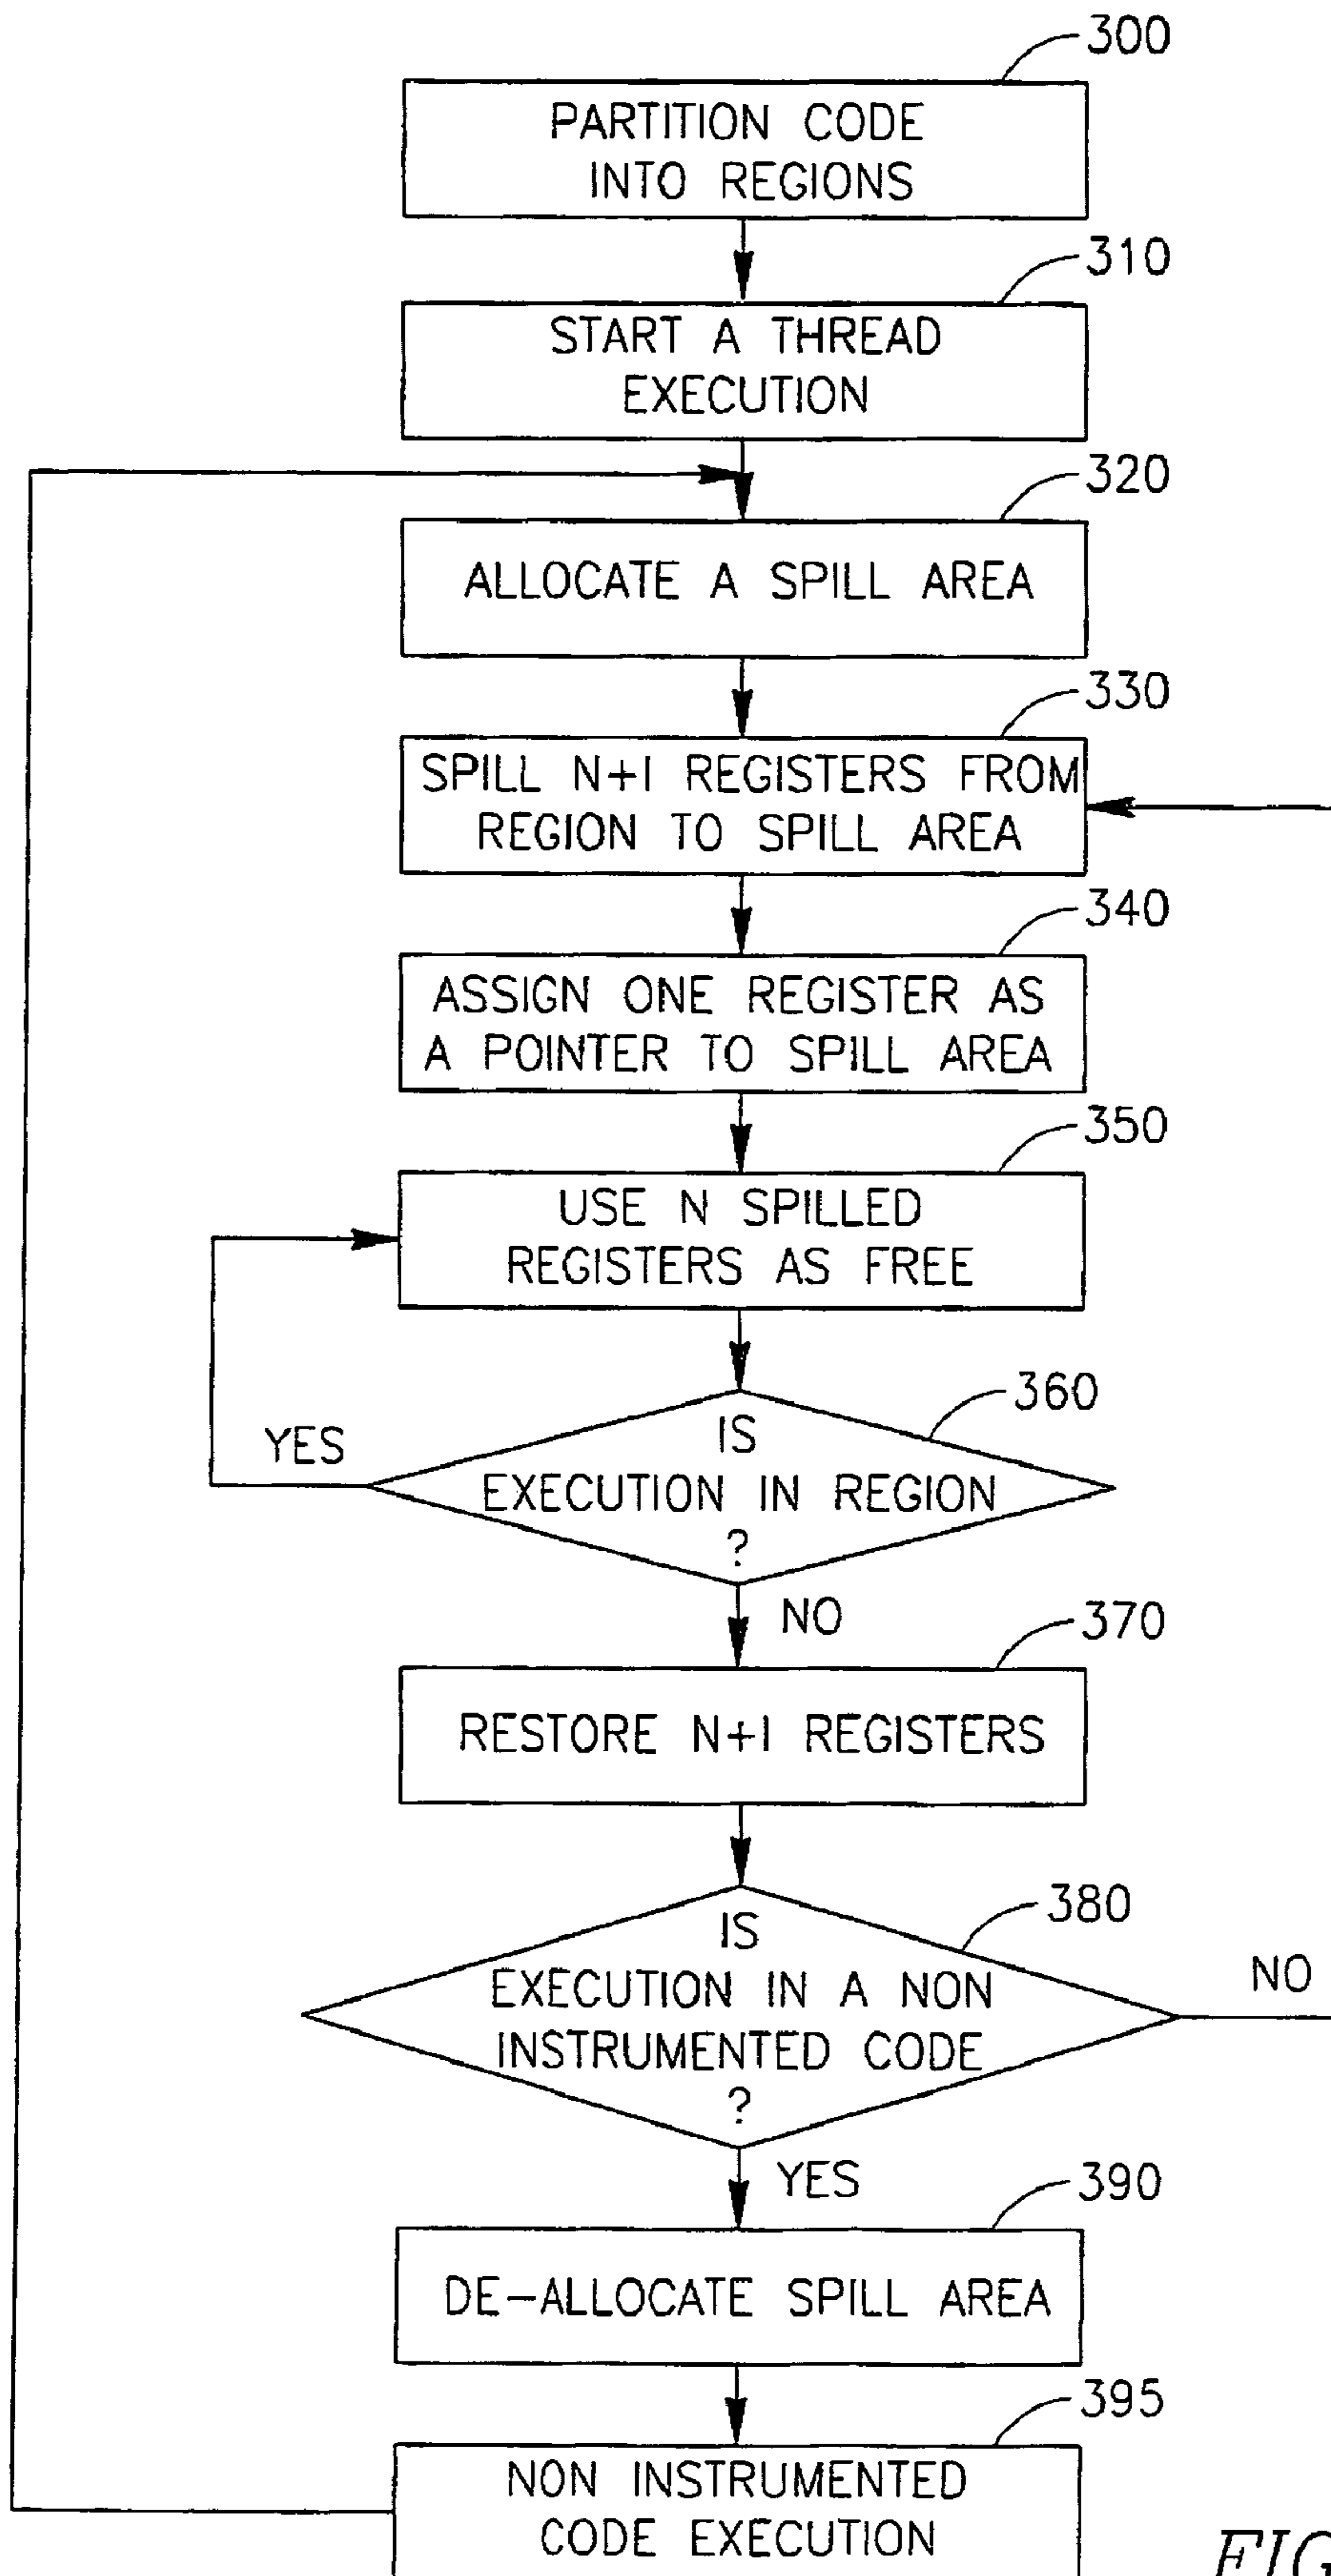 300
PARTITION CODE
INTO REGIONS
310
START A THREAD
EXECUTION
320
ALLOCATE A SPILL AREA
330
SPILL N+1 REGISTERS FROM
REGION TO SPILL AREA
340
ASSIGN ONE REGISTER AS
A POINTER TO SPILL AREA
350
USE N SPILLED
REGISTERS AS FREE
360
IS
EXECUTION IN REGION
?
YES
NO
370
RESTORE N+1 REGISTERS
380
IS
EXECUTION IN A NON
INSTRUMENTED CODE
?
NO
YES
390
DE-ALLOCATE SPILL AREA
395
NON INSTRUMENTED
CODE EXECUTION
FIG